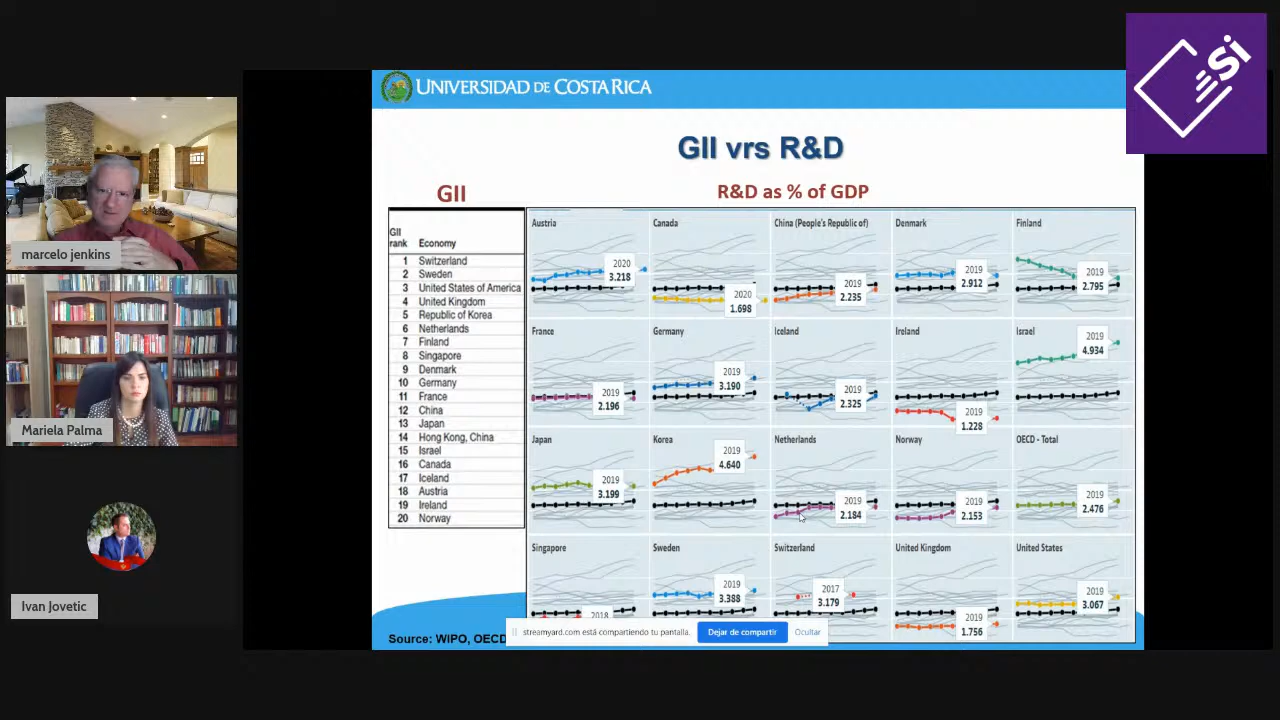 UNIVERSIDAD DE COSTA RICA
Si
GII vrs R&D
GII
R&D as % of GDP
GII rank Economy
1 Switzerland
2 Sweden
3 United States of America
4 United Kingdom
5 Republic of Korea
6 Netherlands
7 Finland
8 Singapore
9 Denmark
10 Germany
11 France
12 China
13 Japan
14 Hong Kong, China
15 Israel
16 Canada
17 Iceland
18 Austria
19 Ireland
20 Norway
Austria
2020
3.218
Canada
2020
1.698
China (People's Republic of)
2019
2.235
Denmark
2019
2.912
Finland
2019
2.795
France
2019
2.196
Germany
2019
3.190
Iceland
2019
2.325
Ireland
2019
1.228
Israel
2019
4.934
Japan
2019
3.199
Korea
2019
4.640
Netherlands
2019
2.184
Norway
2019
2.153
OECD - Total
2019
2.476
Singapore
2018
Sweden
2019
3.388
Switzerland
2017
3.179
United Kingdom
2019
1.756
United States
2019
3.067
Source: WIPO, OECD
streamyard.com está compartiendo tu pantalla.
Dejar de compartir
Ocultar
marcelo jenkins
Mariela Palma
Ivan Jovetic